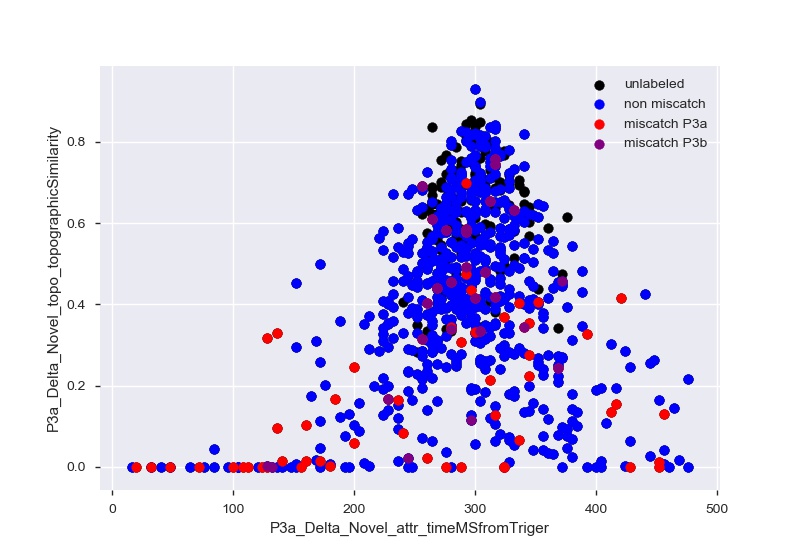 unlabeled
non miscatch
miscatch P3a
miscatch P3b
0.8
0.6
0.4
0.2
0.0
P3a_Delta_Novel_topo_topographicSimilarity
0 100 200 300 400 500
P3a_Delta_Novel_attr_timeMSfromTriger